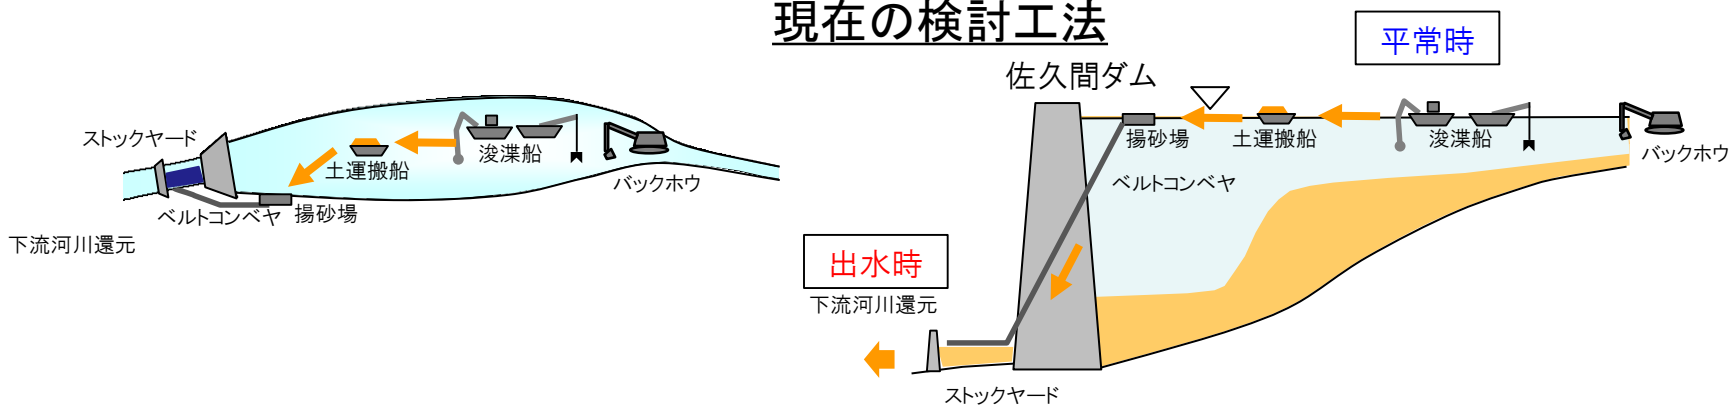 現在の検討工法
平常時
佐久間ダム
ストックヤード
浚渫船
土運搬船
バックホウ
ベルトコンベヤ
揚砂場
下流河川還元
揚砂場
土運搬船
浚渫船
バックホウ
ベルトコンベヤ
出水時
下流河川還元
ストックヤード